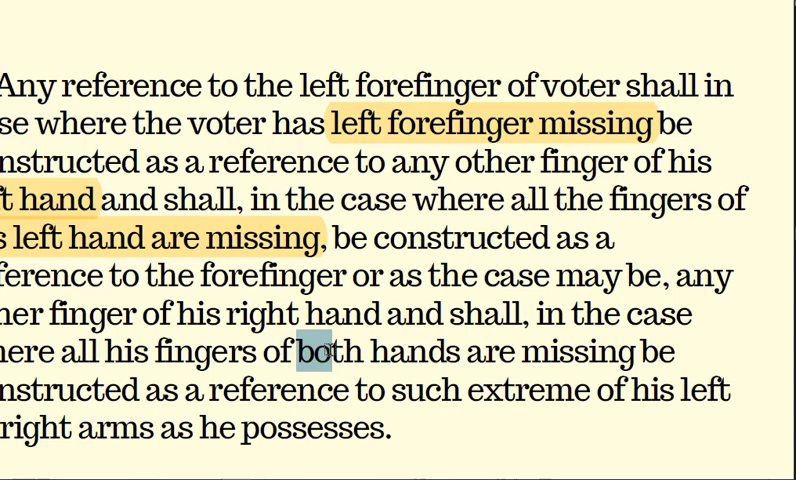 Any reference to the left forefinger of voter shall in
se where the voter has left forefinger missing be
nstructed as a reference to any other finger of his
ft hand and shall, in the case where all the fingers of
s left hand are missing, be constructed as a
ference to the forefinger or as the case may be, any
her finger of his right hand and shall, in the case
here all his fingers of both hands are missing be
nstructed as a reference to such extreme of his left
right arms as he possesses.